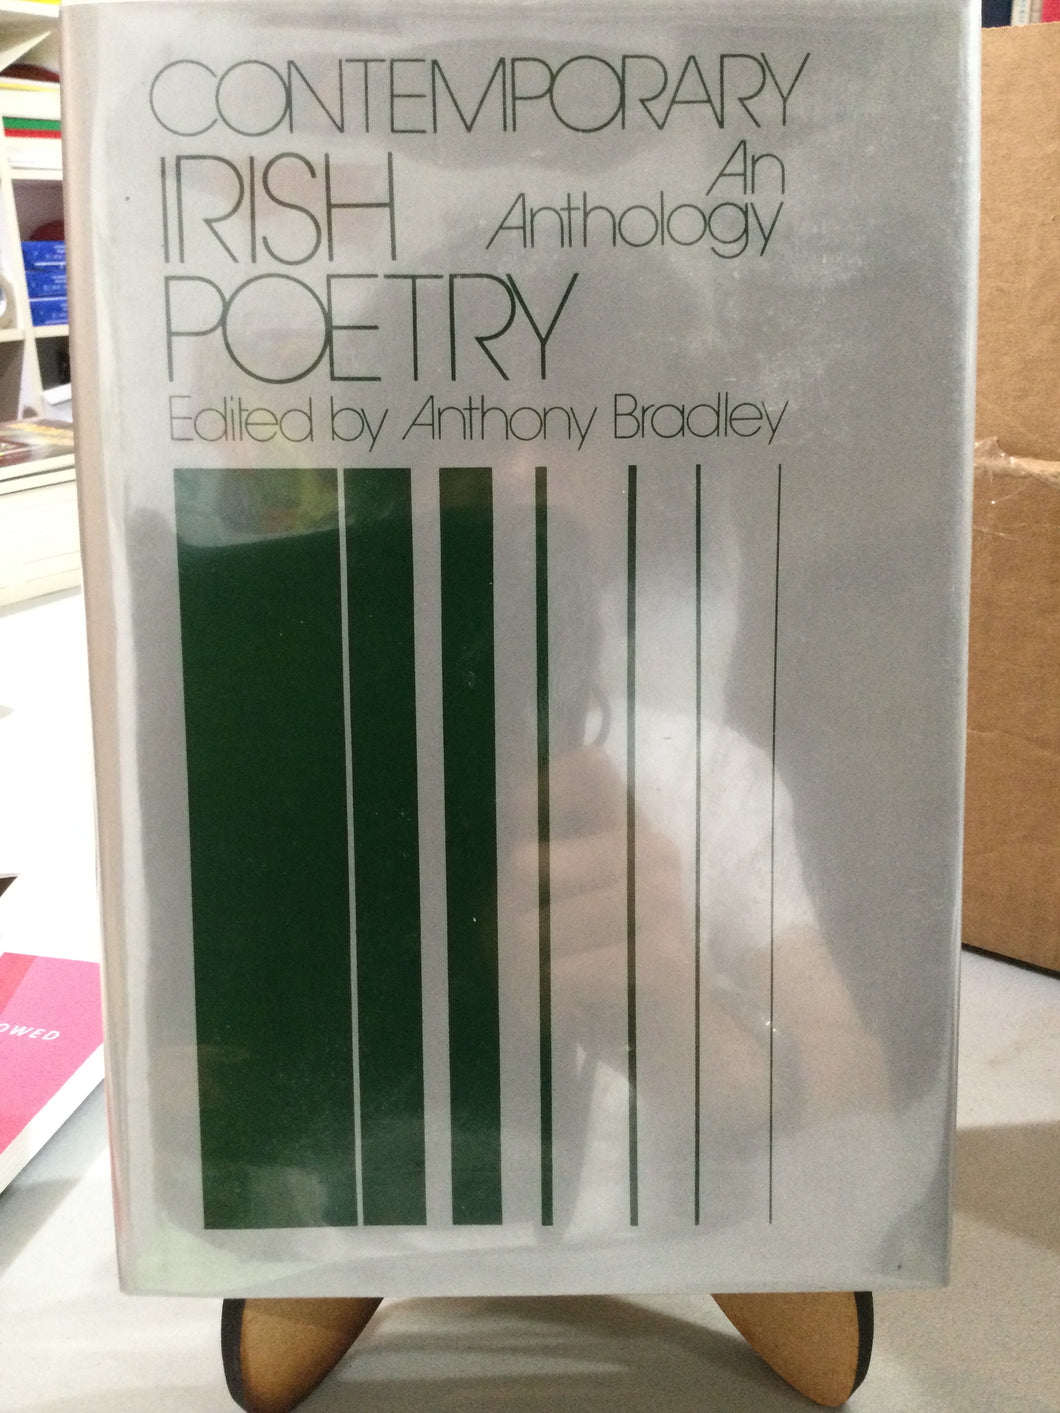 CONTEMPORARY
IRISH
An
Anthology
POETRY
Edited by Anthony Bradley
OWED